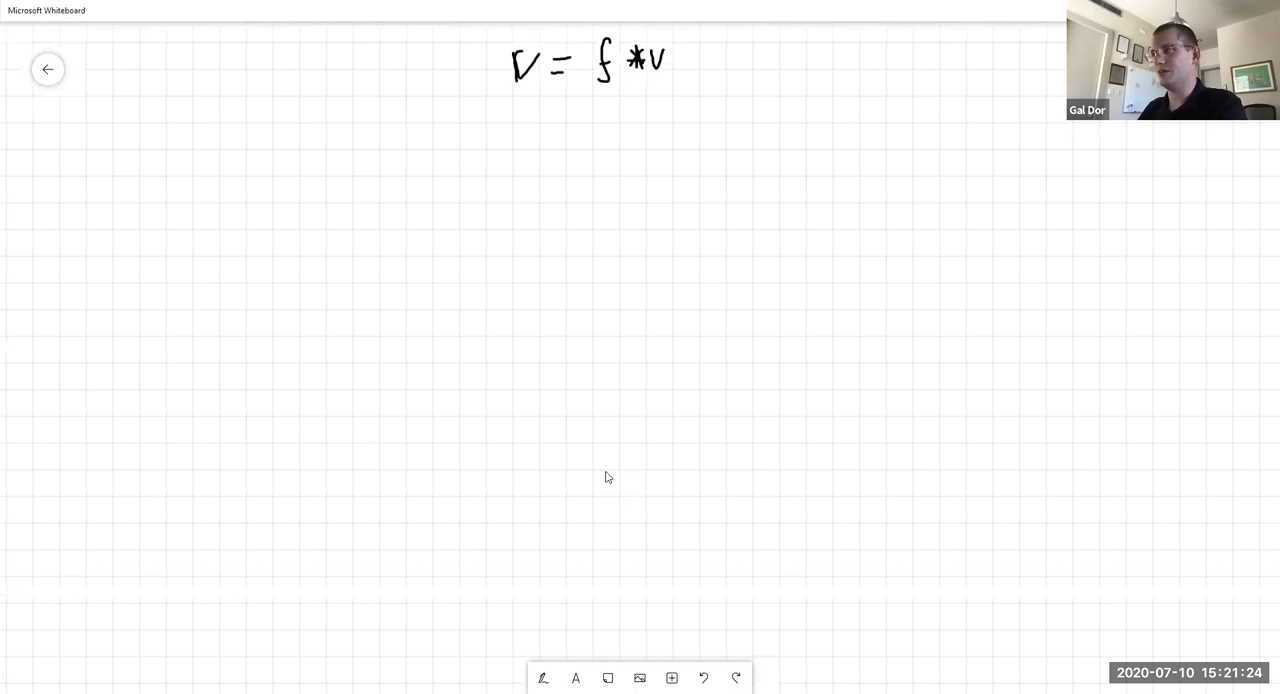 Microsoft Whiteboard
v = f * v
Gal Dor
A
2020-07-10 15:21:24